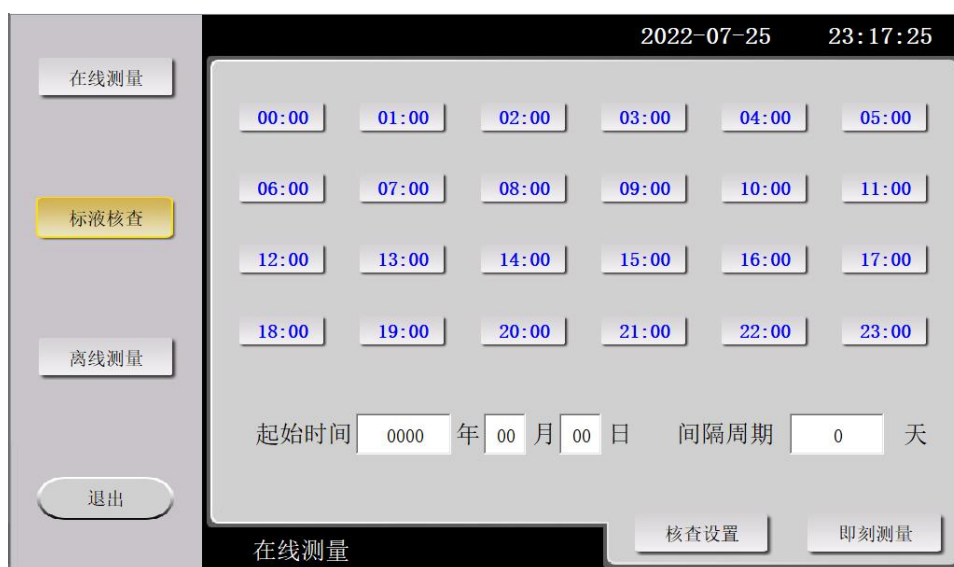 2022-07-25 23:17:25
在线测量
标液核查
离线测量
退出
00:00 01:00 02:00 03:00 04:00 05:00
06:00 07:00 08:00 09:00 10:00 11:00
12:00 13:00 14:00 15:00 16:00 17:00
18:00 19:00 20:00 21:00 22:00 23:00
起始时间 0000 年 00 月 00 日 间隔周期 0 天
核查设置 即刻测量
在线测量